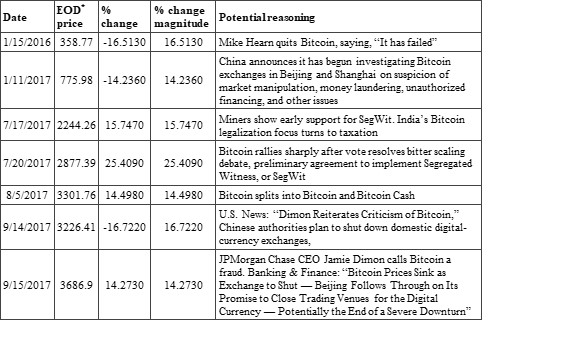 Date EOD* price % change % change magnitude Potential reasoning
1/15/2016 358.77 -16.5130 16.5130 Mike Hearn quits Bitcoin, saying, “It has failed”
1/11/2017 775.98 -14.2360 14.2360 China announces it has begun investigating Bitcoin
exchanges in Beijing and Shanghai on suspicion of
market manipulation, money laundering, unauthorized
financing, and other issues
7/17/2017 2244.26 15.7470 15.7470 Miners show early support for SegWit. India’s Bitcoin
legalization focus turns to taxation
7/20/2017 2877.39 25.4090 25.4090 Bitcoin rallies sharply after vote resolves bitter scaling
debate, preliminary agreement to implement Segregated
Witness, or SegWit
8/5/2017 3301.76 14.4980 14.4980 Bitcoin splits into Bitcoin and Bitcoin Cash
9/14/2017 3226.41 -16.7220 16.7220 U.S. News: “Dimon Reiterates Criticism of Bitcoin,”
Chinese authorities plan to shut down domestic digital-
currency exchanges,
9/15/2017 3686.9 14.2730 14.2730 JPMorgan Chase CEO Jamie Dimon calls Bitcoin a
fraud. Banking & Finance: “Bitcoin Prices Sink as
Exchange to Shut — Beijing Follows Through on Its
Promise to Close Trading Venues for the Digital
Currency — Potentially the End of a Severe Downturn”